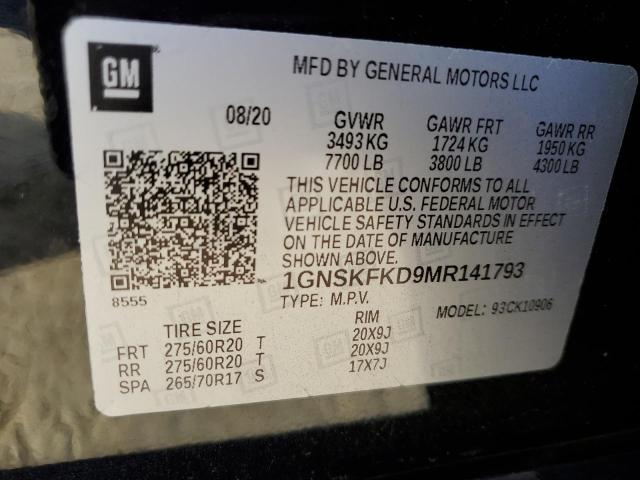 GM
MFD BY GENERAL MOTORS LLC
08/20 GVWR GAWR FRT GAWR RR
3493 KG 1724 KG 1950 KG
7700 LB 3800 LB 4300 LB
THIS VEHICLE CONFORMS TO ALL
APPLICABLE U.S. FEDERAL MOTOR
VEHICLE SAFETY STANDARDS IN EFFECT
ON THE DATE OF MANUFACTURE
SHOWN ABOVE.
8555
1GNSKFKD9MR141793
TYPE: M.P.V. MODEL: 93CK10906
TIRE SIZE RIM
FRT 275/60R20 T 20X9J
RR 275/60R20 T 20X9J
SPA 265/70R17 S 17X7J